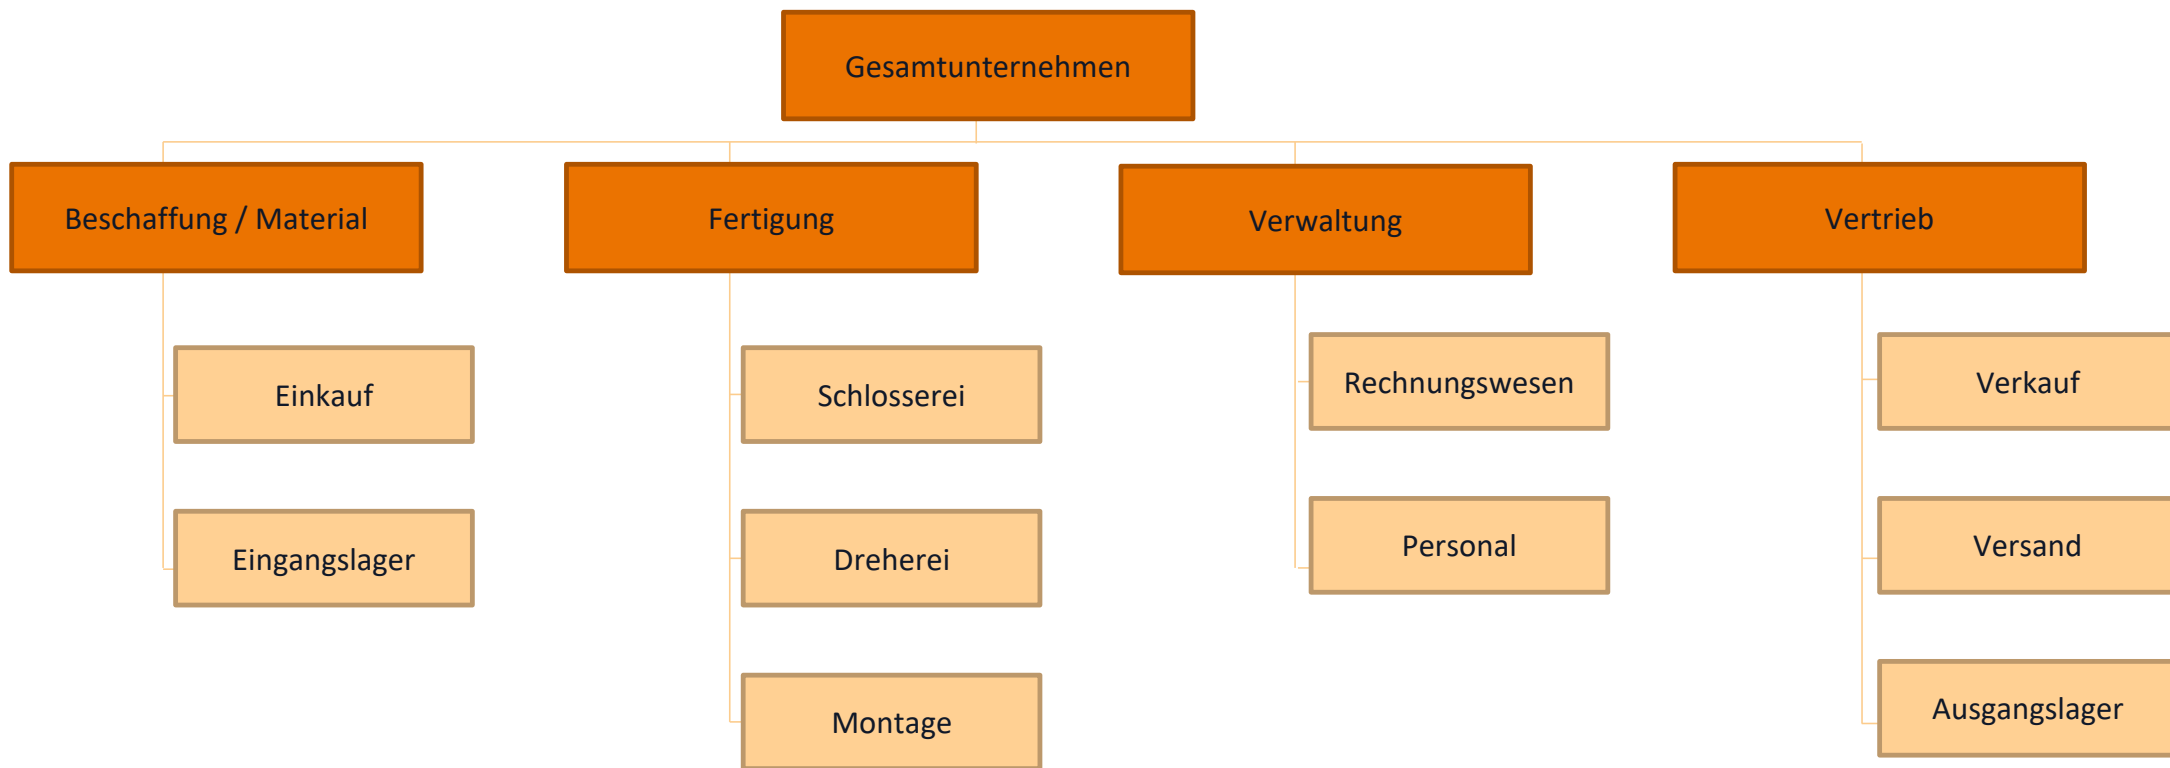 Gesamtunternehmen
Beschaffung / Material
Fertigung
Verwaltung
Vertrieb
Einkauf
Schlosserei
Rechnungswesen
Verkauf
Eingangslager
Dreherei
Personal
Versand
Montage
Ausgangslager